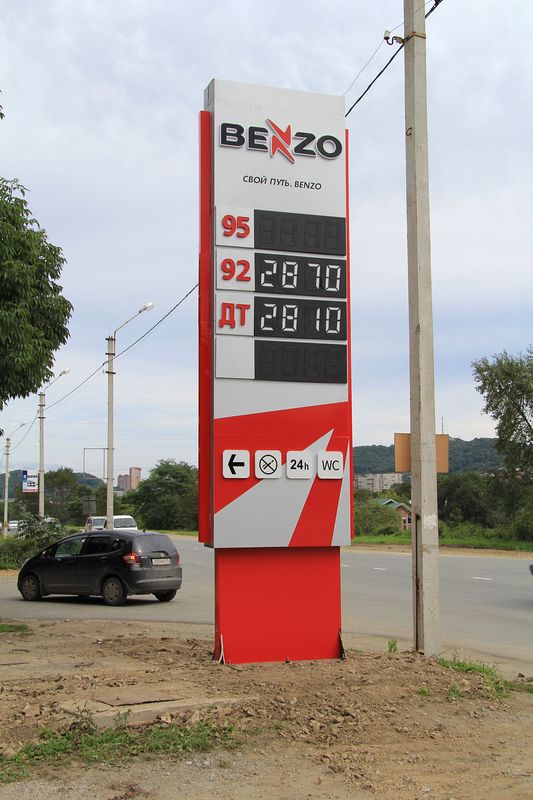 BENZO
СВОЙ ПУТЬ. BENZO
95
92 2870
ДТ 2810
24h WC